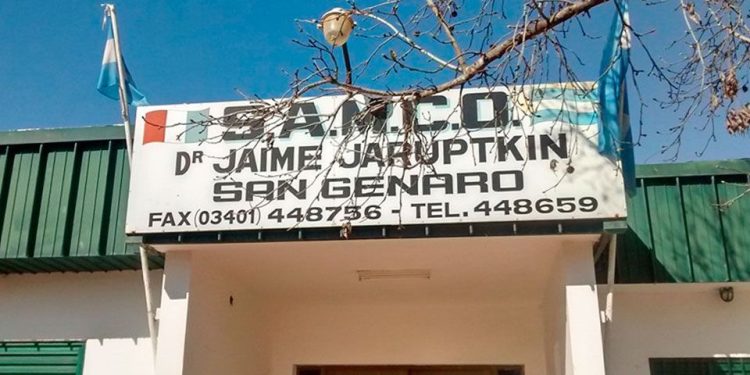 S.A.M.C.O.
DR JAIME JARUPTKIN
SAN GENARO
FAX (03401) 448756 - TEL. 448659